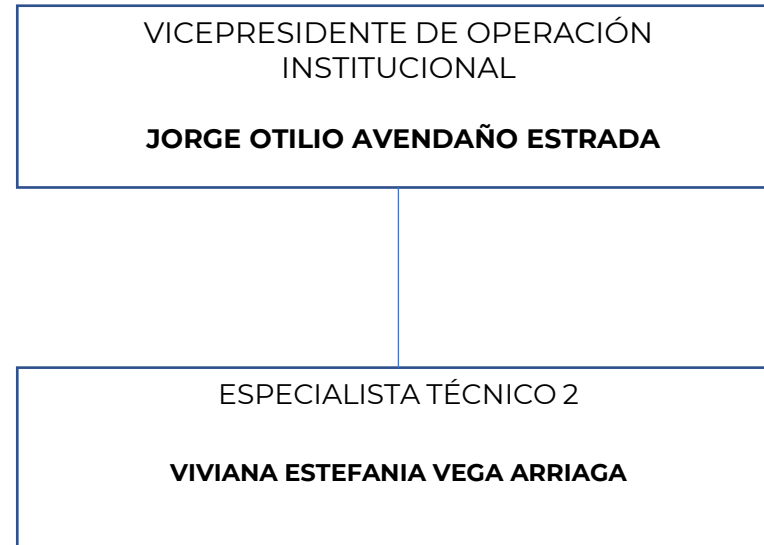 VICEPRESIDENTE DE OPERACIÓN
INSTITUCIONAL
JORGE OTILIO AVENDAÑO ESTRADA
ESPECIALISTA TÉCNICO 2
VIVIANA ESTEFANIA VEGA ARRIAGA